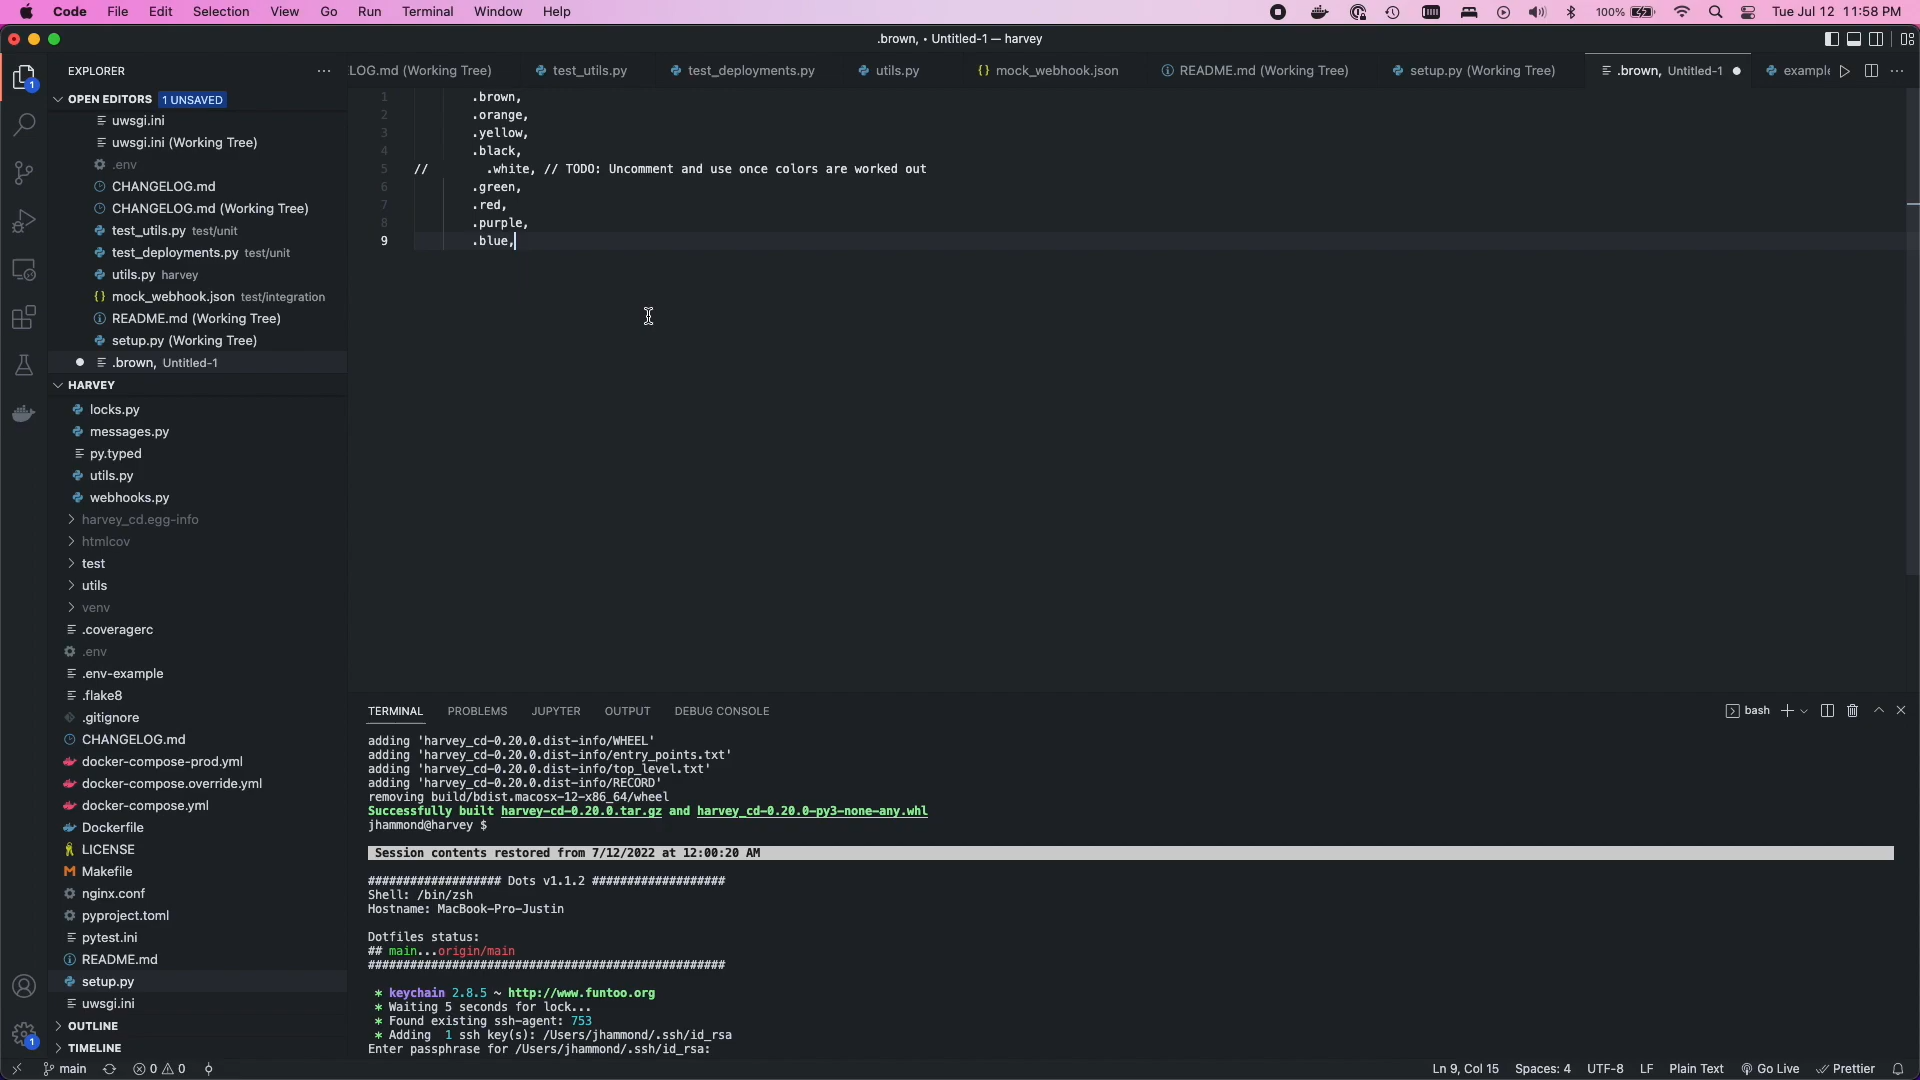 Code File Edit Selection View Go Run Terminal Window Help 100% Tue Jul 12 11:58 PM
.brown, • Untitled-1 — harvey
EXPLORER
LOG.md (Working Tree) test_utils.py test_deployments.py utils.py {} mock_webhook.json README.md (Working Tree) setup.py (Working Tree) .brown, Untitled-1 example
OPEN EDITORS 1 UNSAVED
uwsgi.ini
uwsgi.ini (Working Tree)
.env
CHANGELOG.md
CHANGELOG.md (Working Tree)
test_utils.py test/unit
test_deployments.py test/unit
utils.py harvey
{} mock_webhook.json test/integration
README.md (Working Tree)
setup.py (Working Tree)
.brown, Untitled-1
HARVEY
locks.py
messages.py
py.typed
utils.py
webhooks.py
harvey_cd.egg-info
htmlcov
test
utils
venv
.coveragerc
.env
.env-example
.flake8
.gitignore
CHANGELOG.md
docker-compose-prod.yml
docker-compose.override.yml
docker-compose.yml
Dockerfile
LICENSE
Makefile
nginx.conf
pyproject.toml
pytest.ini
README.md
setup.py
uwsgi.ini
OUTLINE
TIMELINE
1 .brown,
2 .orange,
3 .yellow,
4 .black,
5 // .white, // TODO: Uncomment and use once colors are worked out
6 .green,
7 .red,
8 .purple,
9 .blue,
TERMINAL PROBLEMS JUPYTER OUTPUT DEBUG CONSOLE bash
adding 'harvey_cd-0.20.0.dist-info/WHEEL'
adding 'harvey_cd-0.20.0.dist-info/entry_points.txt'
adding 'harvey_cd-0.20.0.dist-info/top_level.txt'
adding 'harvey_cd-0.20.0.dist-info/RECORD'
removing build/bdist.macosx-12-x86_64/wheel
Successfully built harvey-cd-0.20.0.tar.gz and harvey_cd-0.20.0-py3-none-any.whl
jhammond@harvey $
Session contents restored from 7/12/2022 at 12:00:20 AM
################### Dots v1.1.2 ###################
Shell: /bin/zsh
Hostname: MacBook-Pro-Justin
Dotfiles status:
## main...origin/main
###################################################
* keychain 2.8.5 ~ http://www.funtoo.org
* Waiting 5 seconds for lock...
* Found existing ssh-agent: 753
* Adding 1 ssh key(s): /Users/jhammond/.ssh/id_rsa
Enter passphrase for /Users/jhammond/.ssh/id_rsa:
main 0 0 Ln 9, Col 15 Spaces: 4 UTF-8 LF Plain Text Go Live Prettier